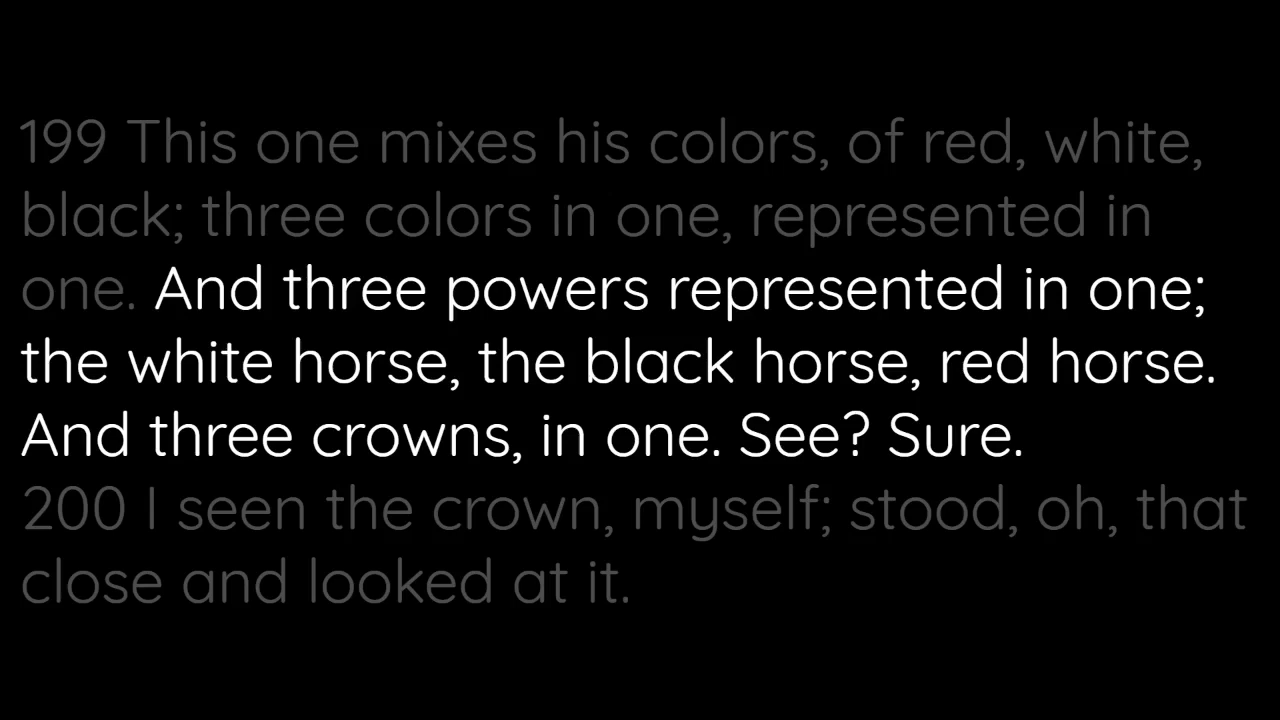 199 This one mixes his colors, of red, white,
black; three colors in one, represented in
one. And three powers represented in one;
the white horse, the black horse, red horse.
And three crowns, in one. See? Sure.
200 I seen the crown, myself; stood, oh, that
close and looked at it.